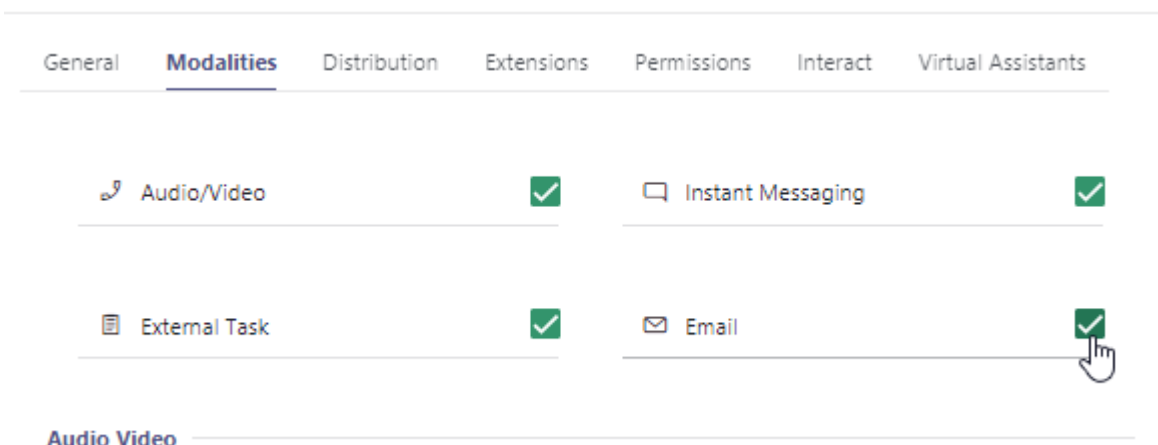 General Modalities Distribution Extensions Permissions Interact Virtual Assistants
Audio/Video Instant Messaging
External Task Email
Audio Video